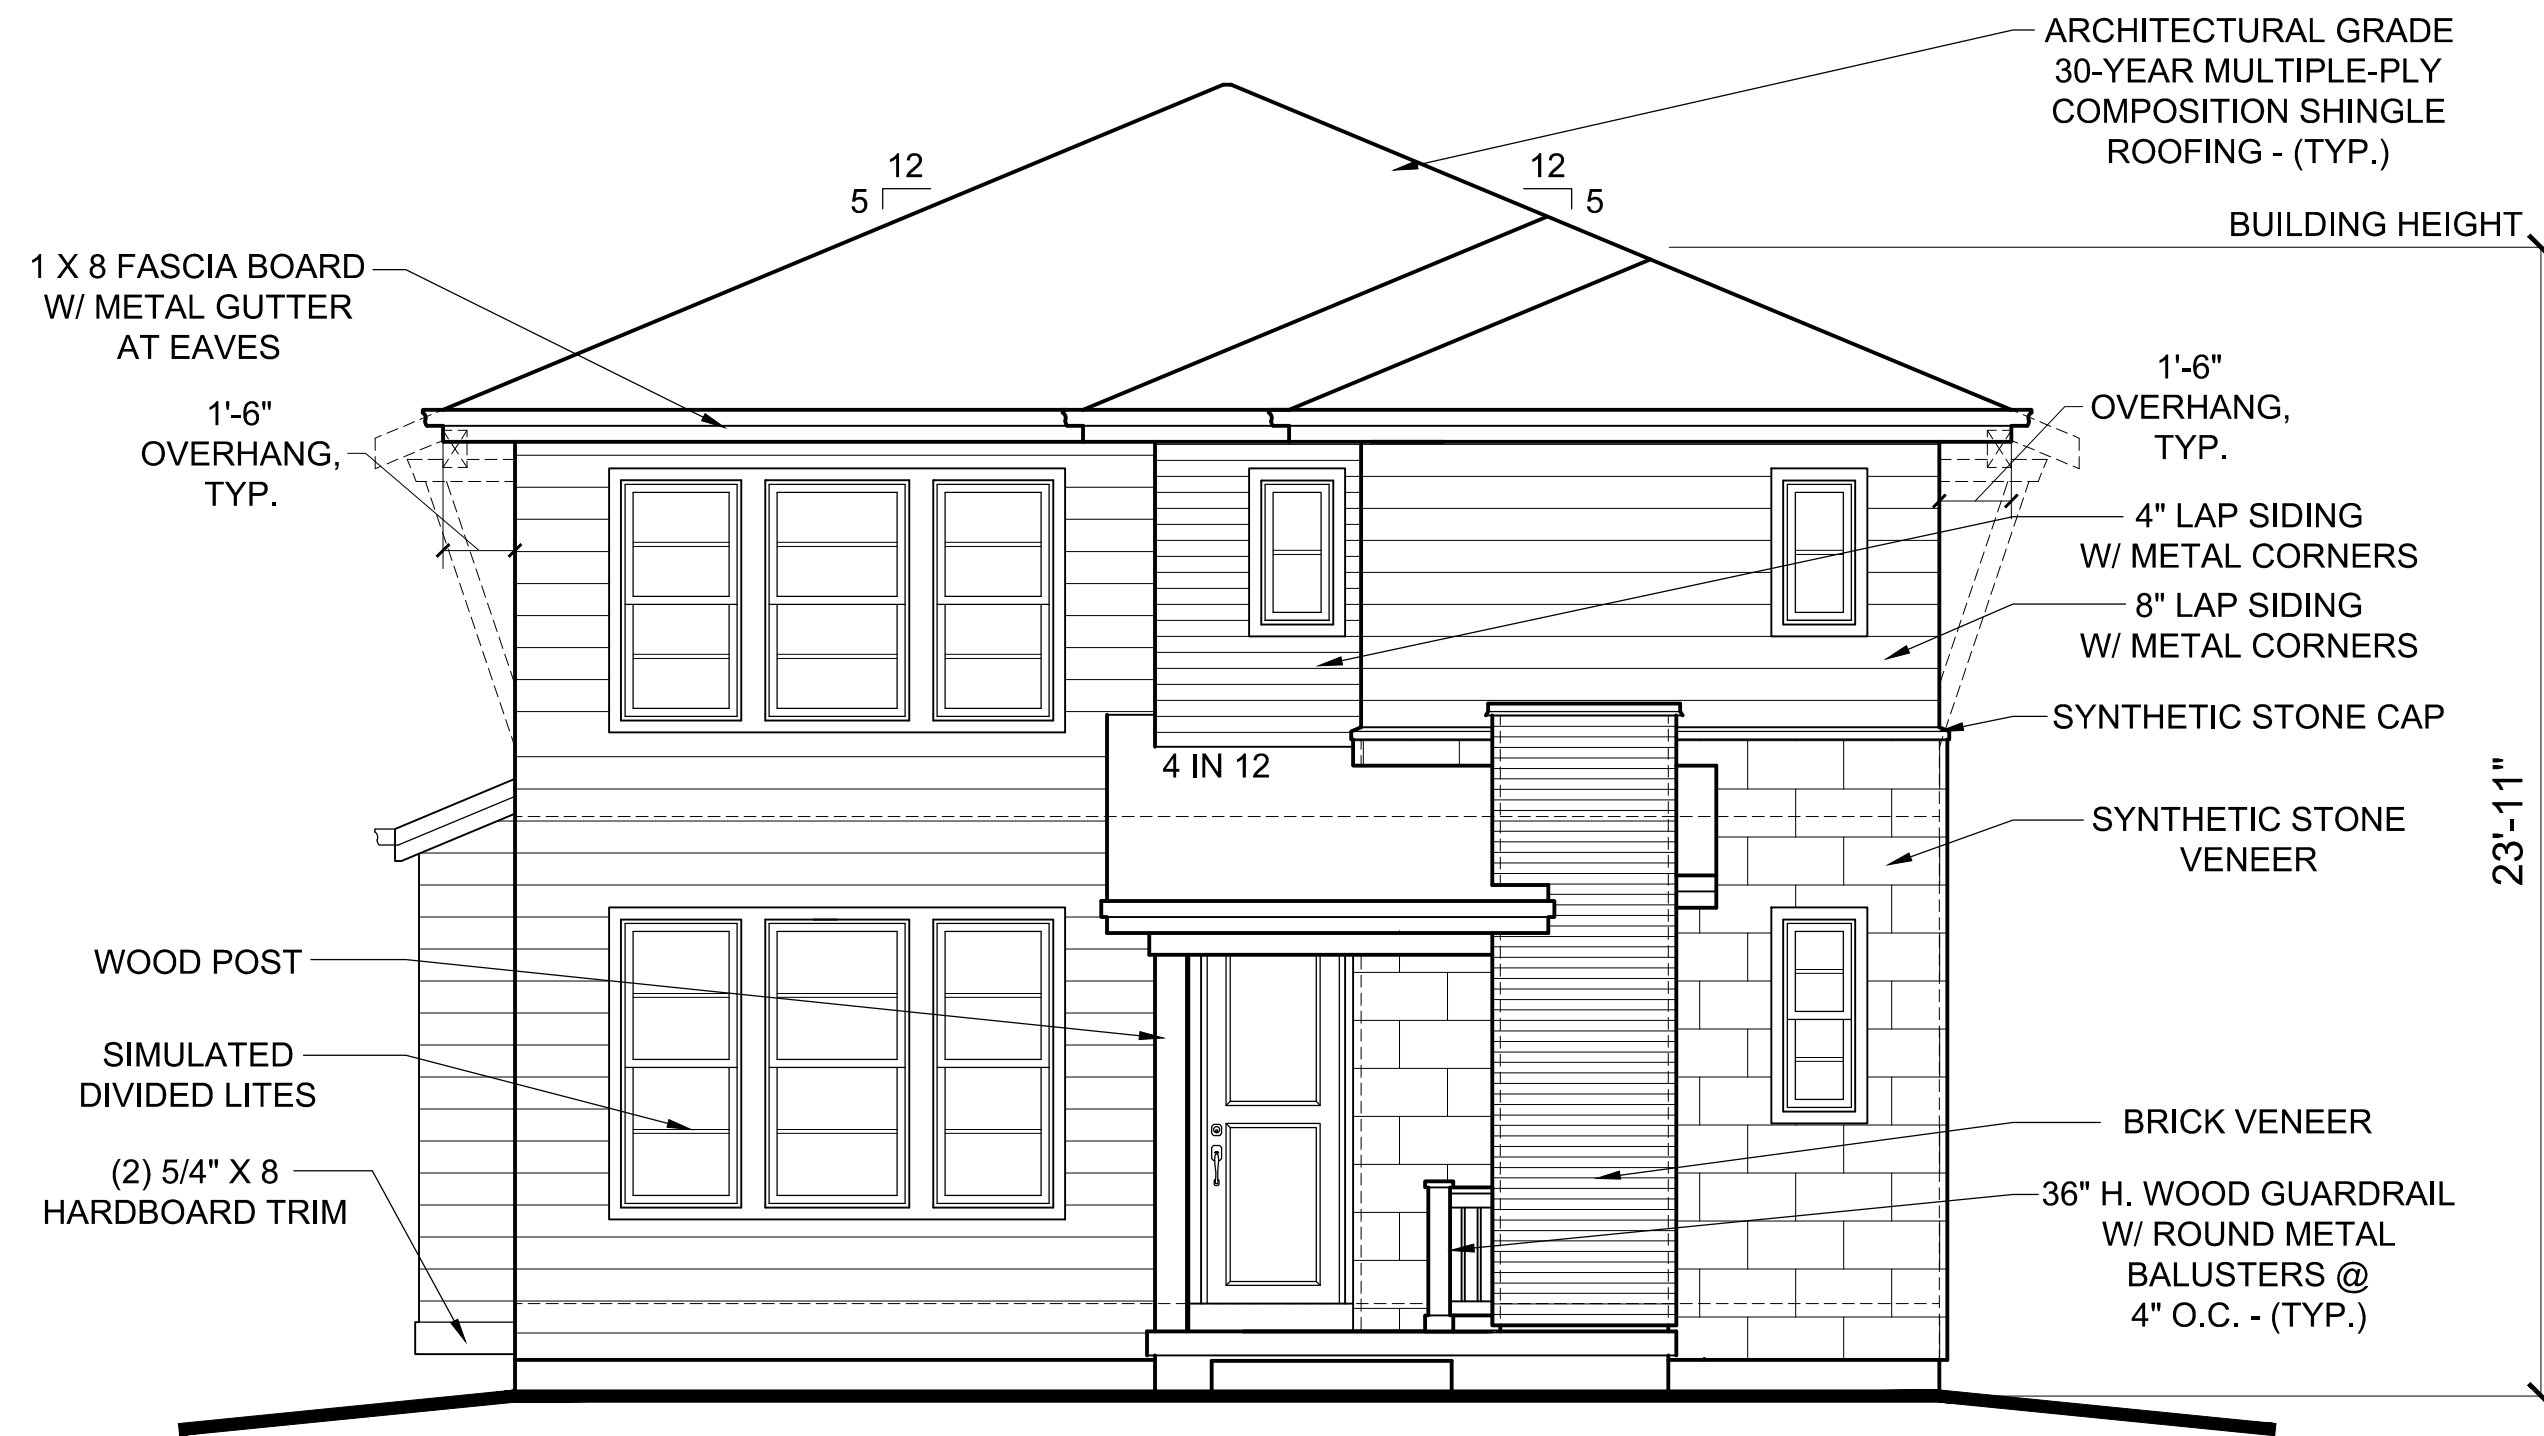 ARCHITECTURAL GRADE
30-YEAR MULTIPLE-PLY
COMPOSITION SHINGLE
ROOFING - (TYP.)
12
5
12
5
BUILDING HEIGHT
1 X 8 FASCIA BOARD
W/ METAL GUTTER
AT EAVES
1'-6"
OVERHANG,
TYP.
1'-6"
OVERHANG,
TYP.
4" LAP SIDING
W/ METAL CORNERS
8" LAP SIDING
W/ METAL CORNERS
SYNTHETIC STONE CAP
4 IN 12
23'-11"
SYNTHETIC STONE
VENEER
WOOD POST
SIMULATED
DIVIDED LITES
(2) 5/4" X 8
HARDBOARD TRIM
BRICK VENEER
36" H. WOOD GUARDRAIL
W/ ROUND METAL
BALUSTERS @
4" O.C. - (TYP.)